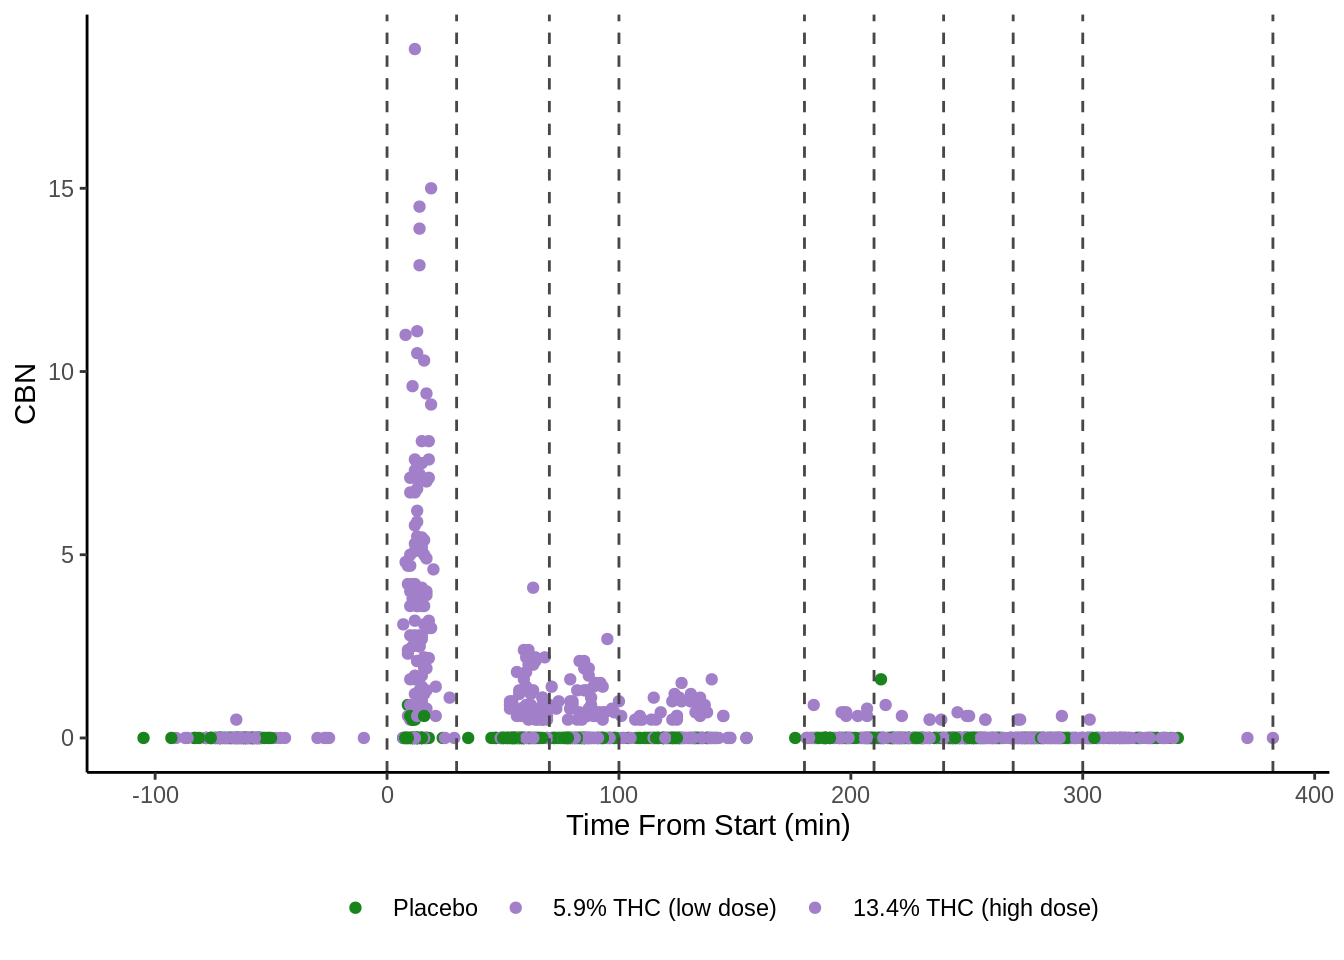 CBN
15
10
5
0
-100 0 100 200 300 400
Time From Start (min)
Placebo 5.9% THC (low dose) 13.4% THC (high dose)